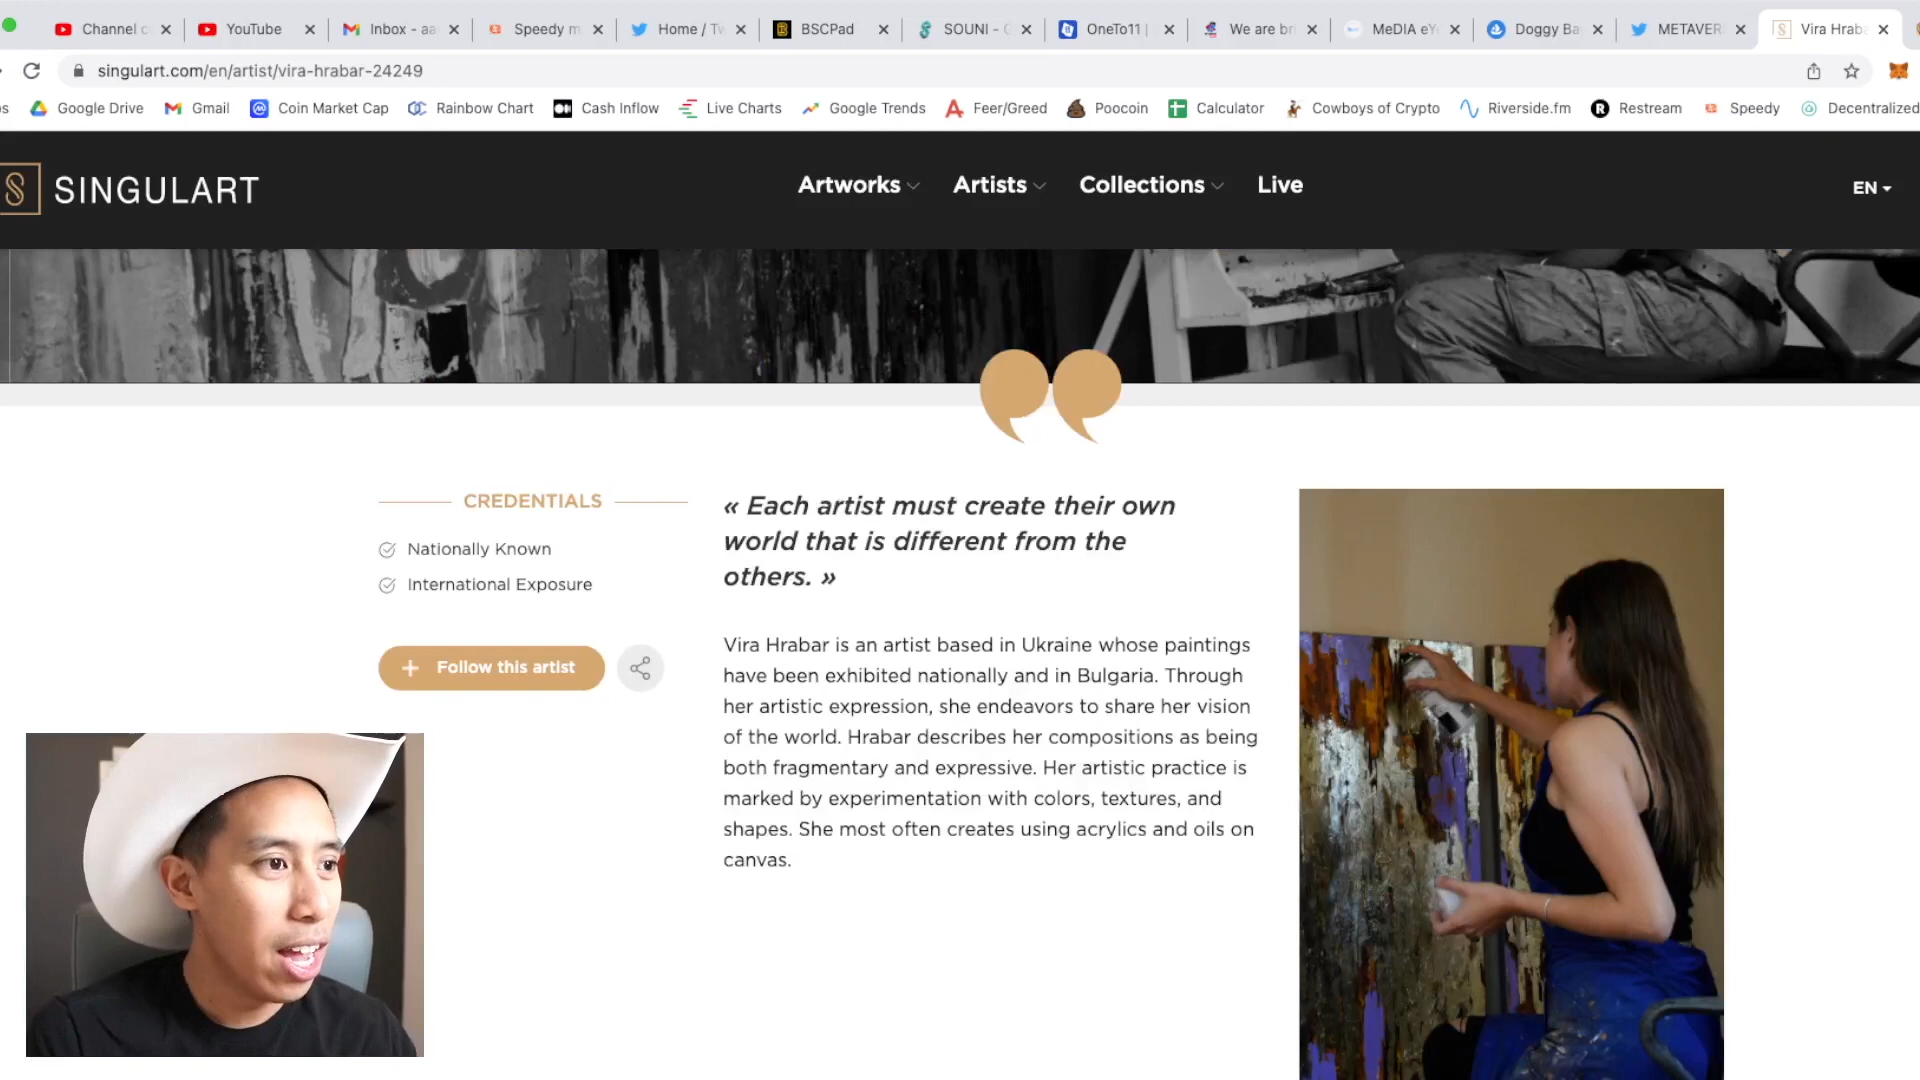 Channel c
YouTube
Inbox - aa
Speedy m
Home / Tw
BSCPad
SOUNI - G
OneTo11 |
We are bri
MeDIA eY
Doggy Ba
METAVER
Vira Hraba
singulart.com/en/artist/vira-hrabar-24249
Google Drive
Gmail
Coin Market Cap
Rainbow Chart
Cash Inflow
Live Charts
Google Trends
Feer/Greed
Poocoin
Calculator
Cowboys of Crypto
Riverside.fm
Restream
Speedy
Decentralized
SINGULART
Artworks
Artists
Collections
Live
EN
CREDENTIALS
Nationally Known
International Exposure
+ Follow this artist
« Each artist must create their own
world that is different from the
others. »
Vira Hrabar is an artist based in Ukraine whose paintings
have been exhibited nationally and in Bulgaria. Through
her artistic expression, she endeavors to share her vision
of the world. Hrabar describes her compositions as being
both fragmentary and expressive. Her artistic practice is
marked by experimentation with colors, textures, and
shapes. She most often creates using acrylics and oils on
canvas.